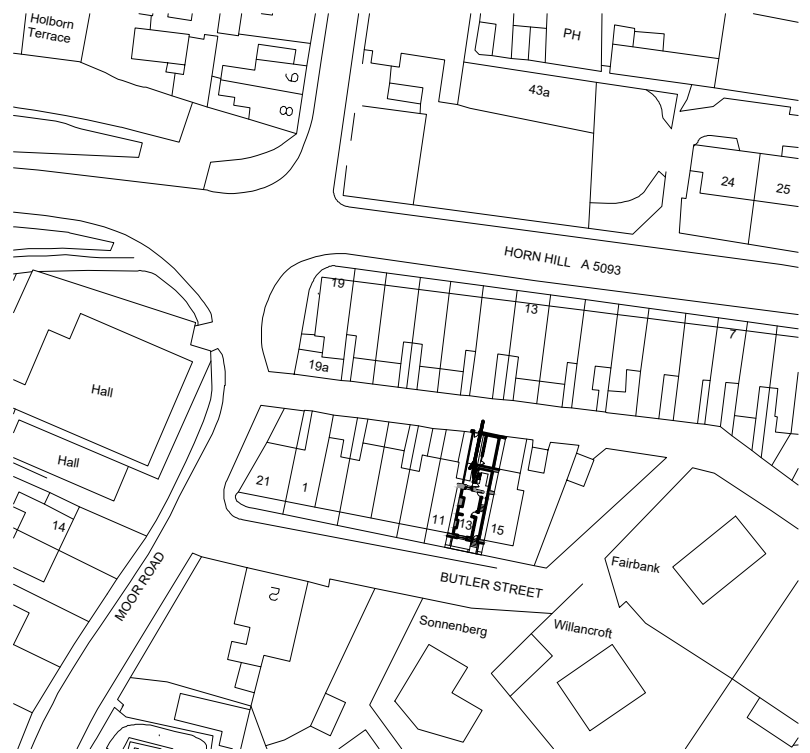 Holborn
Terrace
PH
6
8
43a
24
25
HORN HILL A 5093
19
13
7
19a
Hall
Hall
21
1
11
13
15
14
MOOR ROAD
BUTLER STREET
Fairbank
2
Sonnenberg
Willancroft